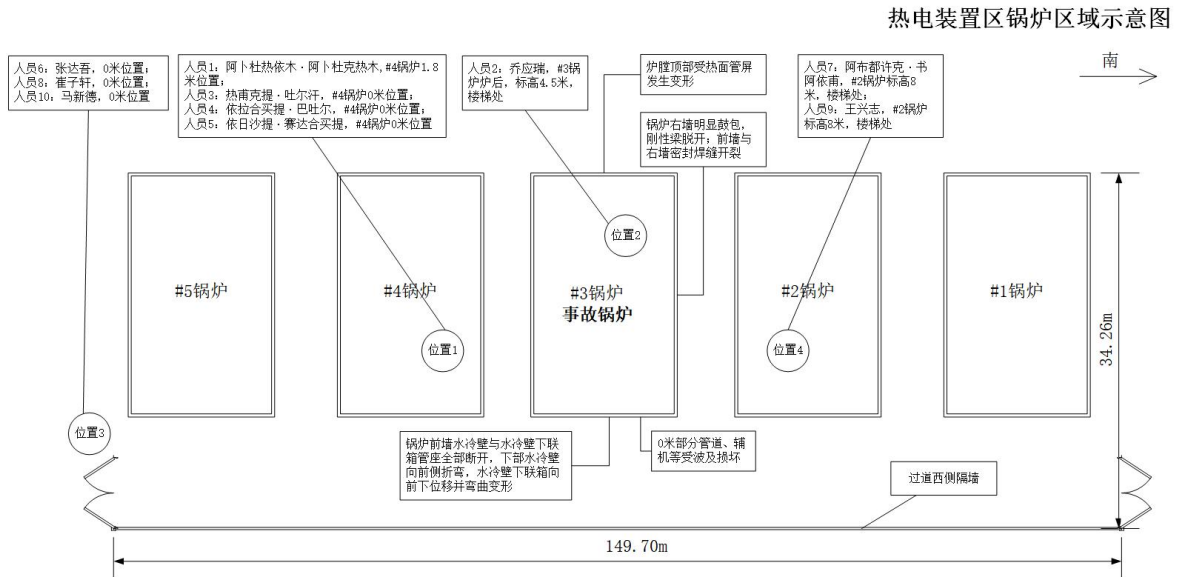 热电装置区锅炉区域示意图
南
人员6：张达吾，0米位置；
人员8：崔子轩，0米位置；
人员10：马新德，0米位置
人员1：阿卜杜热依木·阿卜杜克热木,#4锅炉1.8
米位置；
人员3：热甫克提·吐尔汗，#4锅炉0米位置；
人员4：依拉合买提·巴吐尔，#4锅炉0米位置；
人员5：依日沙提·赛达合买提，#4锅炉0米位置
人员2：乔应瑞，#3锅
炉炉后，标高4.5米，
楼梯处
炉膛顶部受热面管屏
发生变形
锅炉右墙明显鼓包，
刚性梁脱开；前墙与
右墙密封焊缝开裂
人员7：阿布都许克·书
阿依甫，#2锅炉标高8
米，楼梯处；
人员9：王兴志，#2锅炉
标高8米，楼梯处
#5锅炉
#4锅炉
#3锅炉
事故锅炉
#2锅炉
#1锅炉
位置1
位置2
位置3
位置4
34.26m
锅炉前墙水冷壁与水冷壁下联
箱管座全部断开，下部水冷壁
向前侧折弯，水冷壁下联箱向
前下位移并弯曲变形
0米部分管道、辅
机等受波及损坏
过道西侧隔墙
149.70m